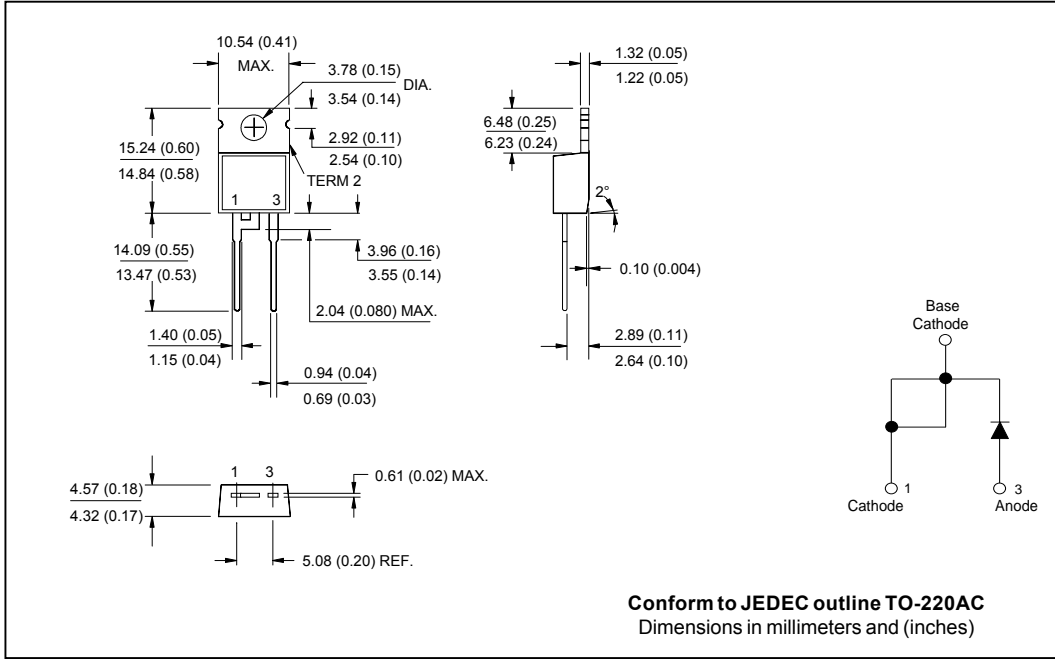 10.54 (0.41)
MAX.
3.78 (0.15)
DIA.
3.54 (0.14)
1.32 (0.05)
1.22 (0.05)
15.24 (0.60)
14.84 (0.58)
2.92 (0.11)
2.54 (0.10)
TERM 2
1 3
6.48 (0.25)
6.23 (0.24)
2°
14.09 (0.55)
13.47 (0.53)
3.96 (0.16)
3.55 (0.14)
0.10 (0.004)
2.04 (0.080) MAX.
1.40 (0.05)
1.15 (0.04)
2.89 (0.11)
2.64 (0.10)
0.94 (0.04)
0.69 (0.03)
Base
Cathode
1
Cathode
3
Anode
1 3
0.61 (0.02) MAX.
4.57 (0.18)
4.32 (0.17)
5.08 (0.20) REF.
Conform to JEDEC outline TO-220AC
Dimensions in millimeters and (inches)